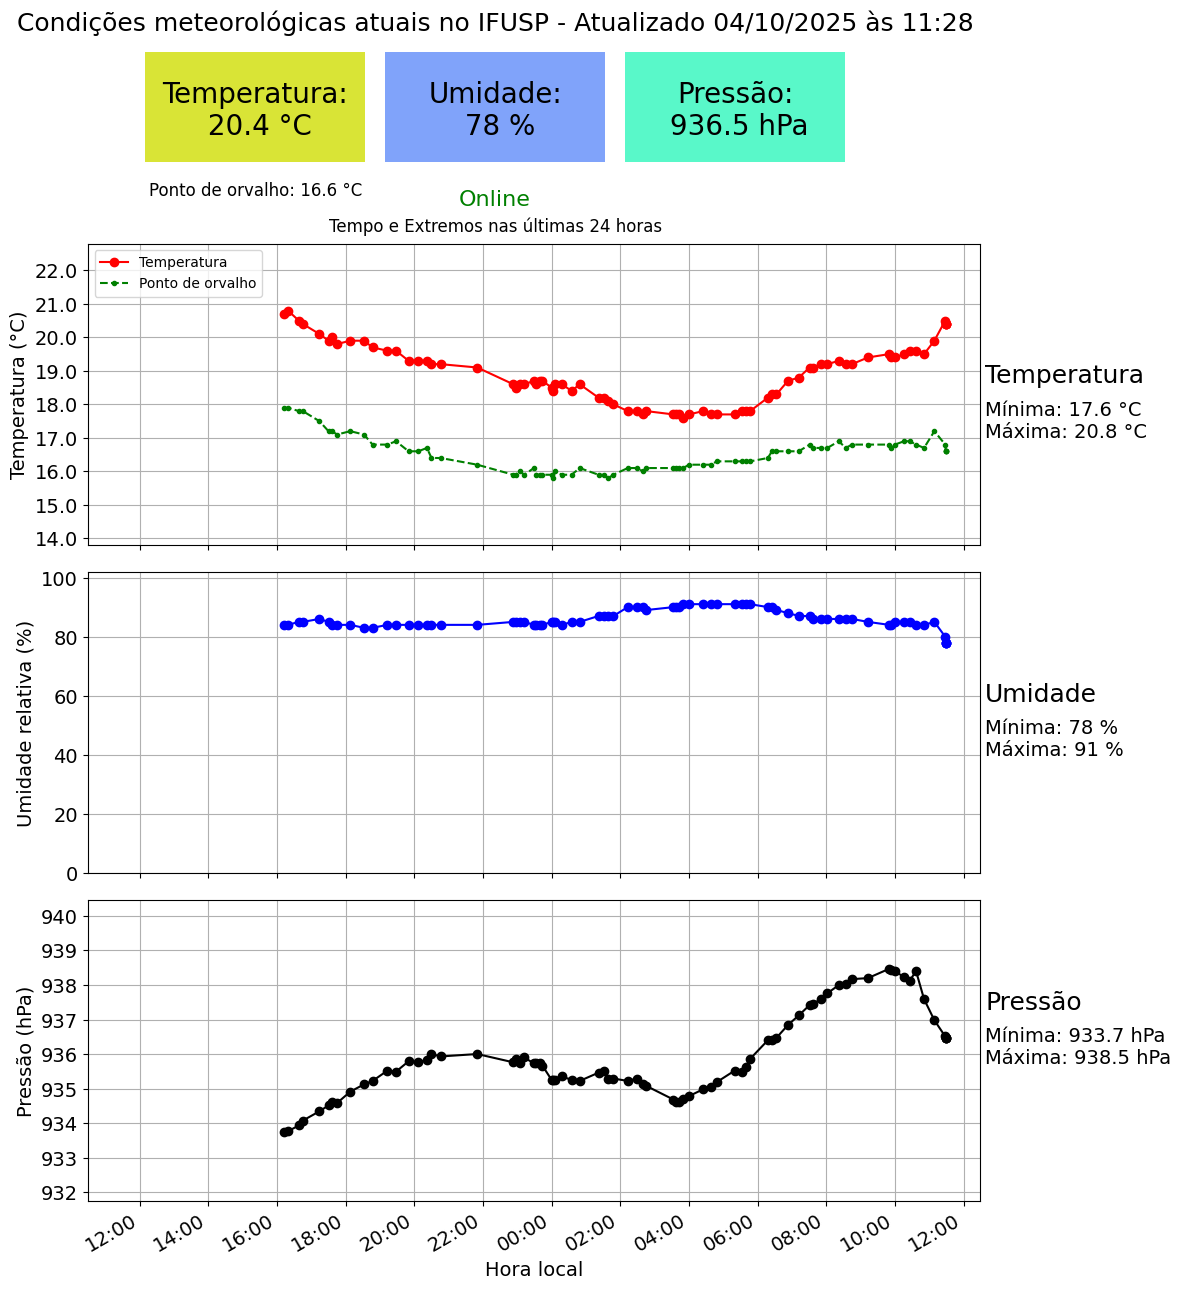 Condições meteorológicas atuais no IFUSP - Atualizado 04/10/2025 às 11:28
Temperatura:
20.4 °C
Umidade:
78 %
Pressão:
936.5 hPa
Ponto de orvalho: 16.6 °C
Online
Tempo e Extremos nas últimas 24 horas
Temperatura
Ponto de orvalho
Temperatura (°C)
22.0
21.0
20.0
19.0
18.0
17.0
16.0
15.0
14.0
Temperatura
Mínima: 17.6 °C
Máxima: 20.8 °C
Umidade relativa (%)
100
80
60
40
20
0
Umidade
Mínima: 78 %
Máxima: 91 %
Pressão (hPa)
940
939
938
937
936
935
934
933
932
Pressão
Mínima: 933.7 hPa
Máxima: 938.5 hPa
12:00 14:00 16:00 18:00 20:00 22:00 00:00 02:00 04:00 06:00 08:00 10:00 12:00
Hora local